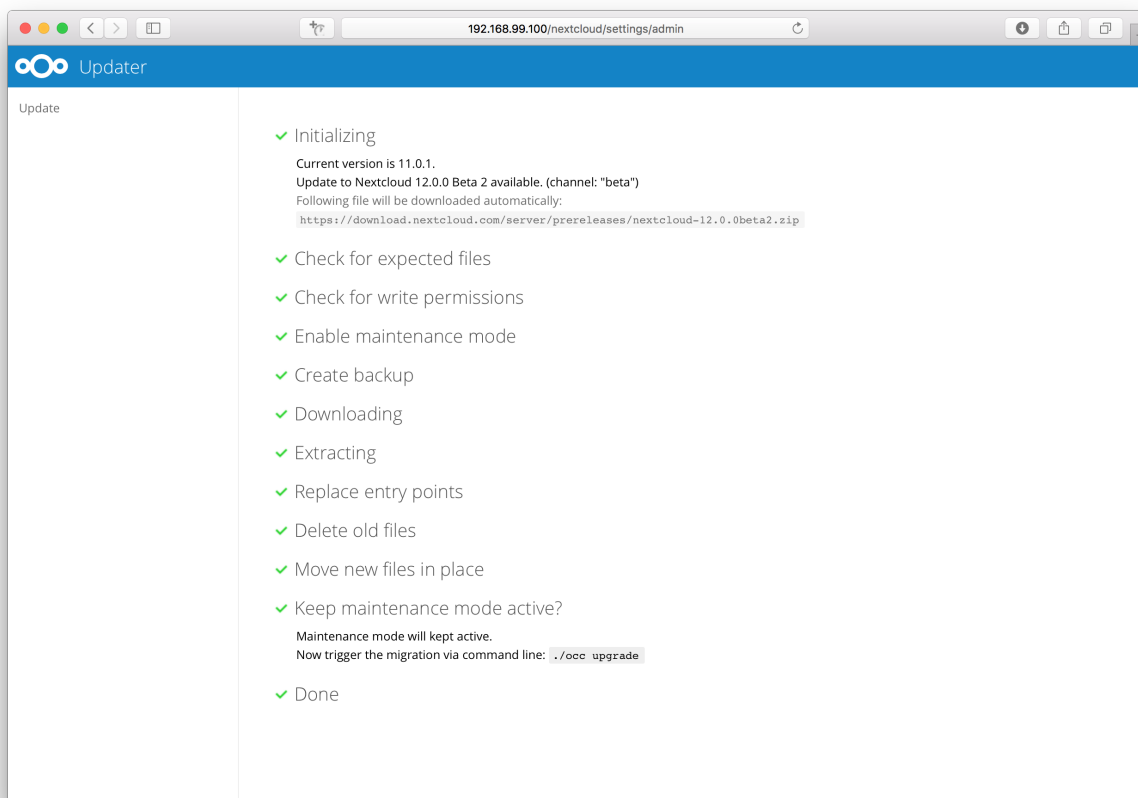 192.168.99.100/nextcloud/settings/admin
Updater
Update
Initializing
Current version is 11.0.1.
Update to Nextcloud 12.0.0 Beta 2 available. (channel: "beta")
Following file will be downloaded automatically:
https://download.nextcloud.com/server/prereleases/nextcloud-12.0.0beta2.zip
Check for expected files
Check for write permissions
Enable maintenance mode
Create backup
Downloading
Extracting
Replace entry points
Delete old files
Move new files in place
Keep maintenance mode active?
Maintenance mode will kept active.
Now trigger the migration via command line: ./occ upgrade
Done